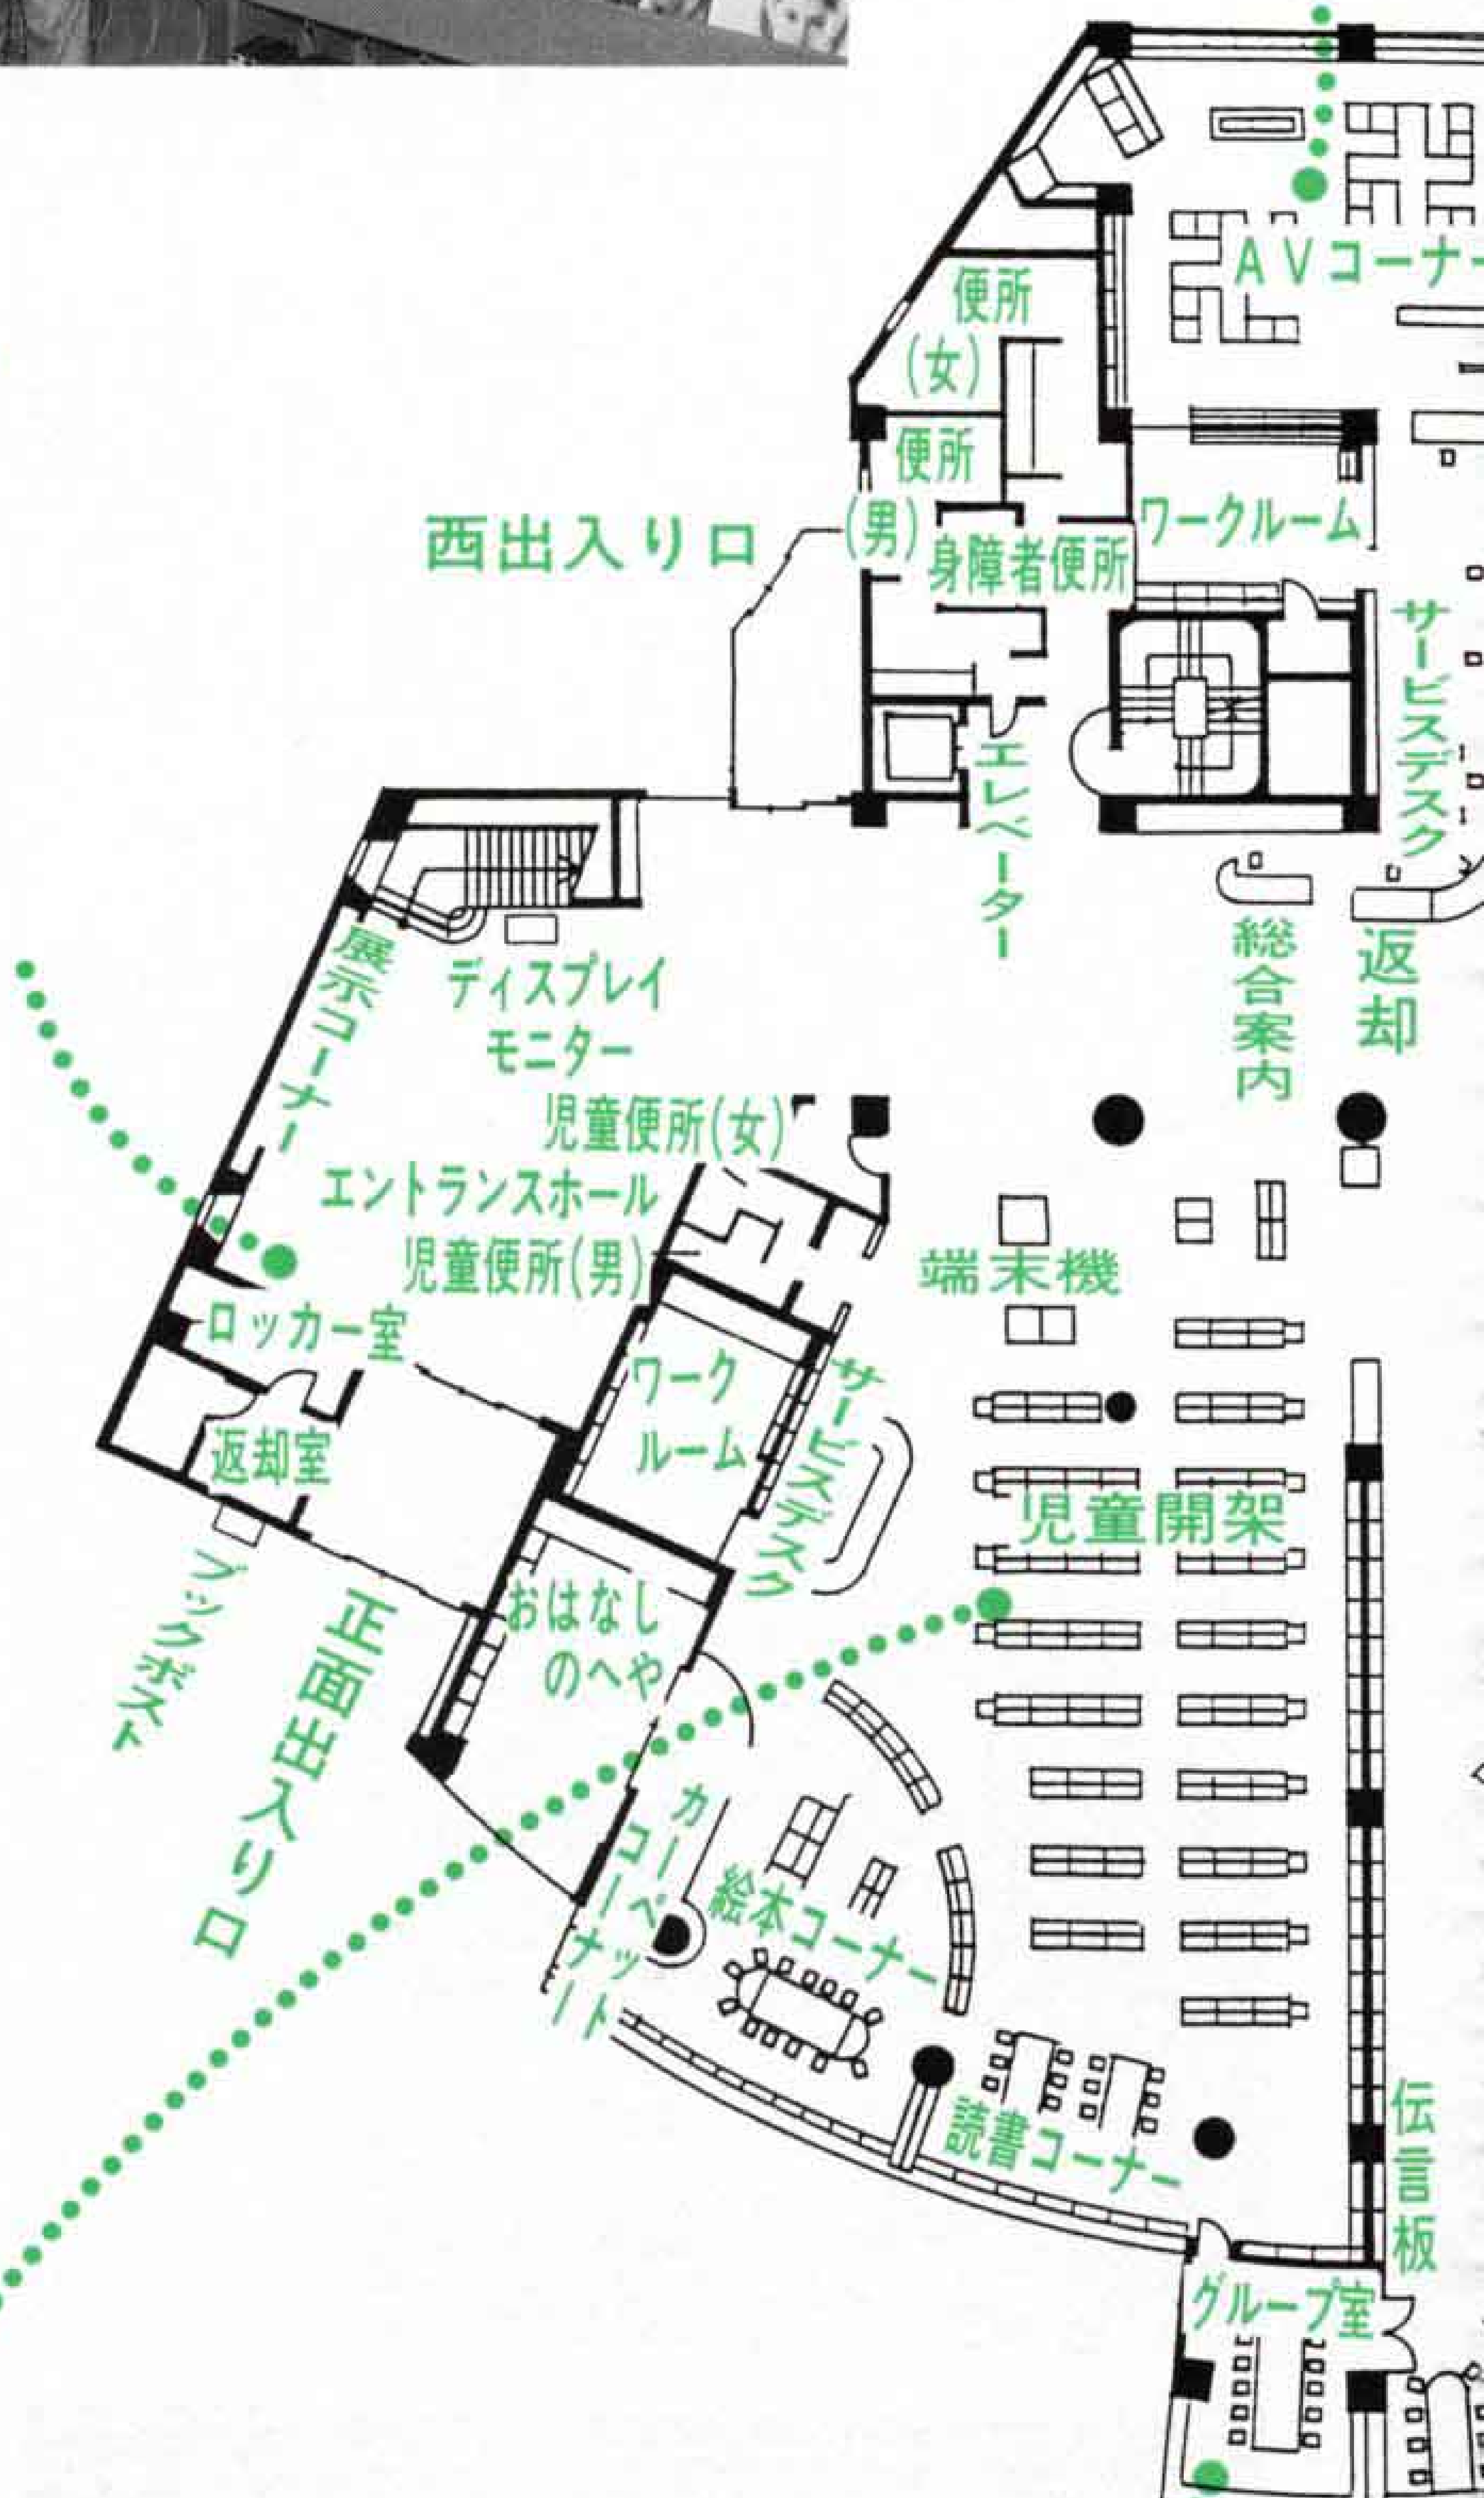 AVコーナー
便所
(女)
便所
(男)
身障者便所
ワークルーム
西出入り口
サービスデスク
エレベーター
総合案内
返却
展示コーナー
ディスプレイ
モニター
児童便所(女)
エントランスホール
児童便所(男)
端末機
ロッカー室
ワーク
ルーム
サービスデスク
返却室
児童開架
ブックポスト
正面出入り口
おはなし
のへや
カーペット
コーナー
絵本コーナー
読書コーナー
伝言板
グループ室